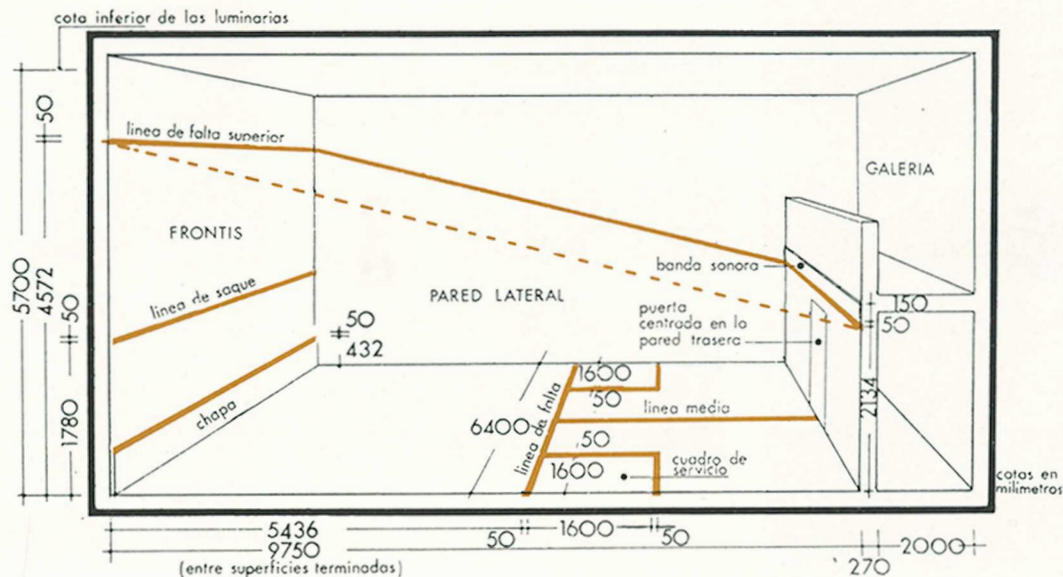 cota inferior de las luminarias
50
linea de falta superior
GALERIA
FRONTIS
5700
4572
banda sonora
linea de saque
PARED LATERAL
50
50
puerta
centrada en la
pared trasera
150
50
432
1600
50
chapa
6400
linea de falta
linea media
2134
1780
50
1600
cuadro de
servicio
cotas en
milimetros
5436
50
1600
50
9750
2000
(entre superficies terminadas)
270